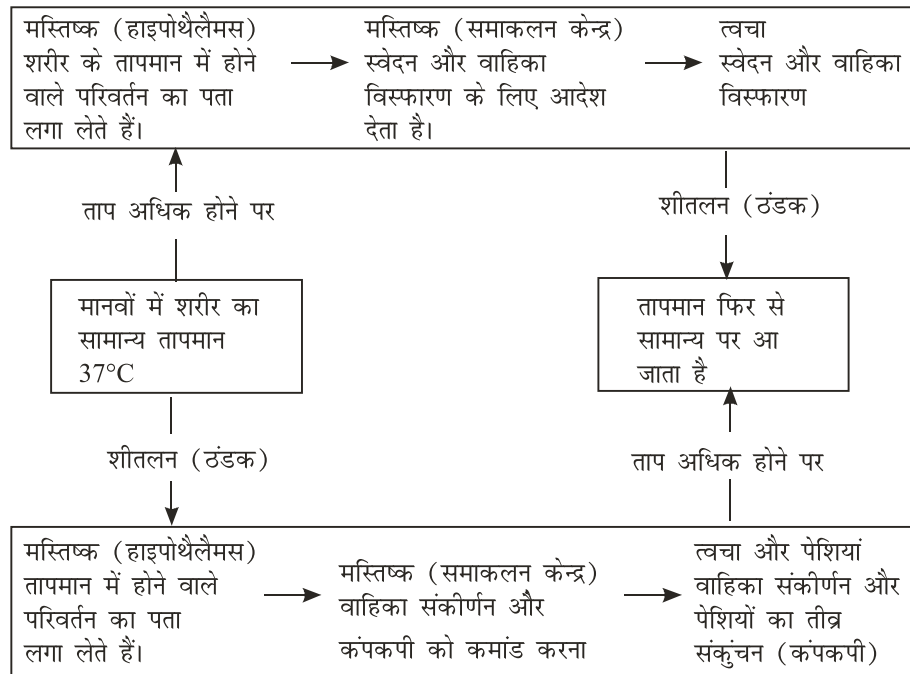 मस्तिष्क (हाइपोथैलैमस)
शरीर के तापमान में होने
वाले परिवर्तन का पता
लगा लेते हैं।
मस्तिष्क (समाकलन केन्द्र)
स्वेदन और वाहिका
विस्फारण के लिए आदेश
देता है।
त्वचा
स्वेदन और वाहिका
विस्फारण
ताप अधिक होने पर
शीतलन (ठंडक)
मानवों में शरीर का
सामान्य तापमान
37°C
तापमान फिर से
सामान्य पर आ
जाता है
शीतलन (ठंडक)
ताप अधिक होने पर
मस्तिष्क (हाइपोथैलैमस)
तापमान में होने वाले
परिवर्तन का पता
लगा लेते हैं।
मस्तिष्क (समाकलन केन्द्र)
वाहिका संकीर्णन और
कंपकपी को कमांड करना
त्वचा और पेशियां
वाहिका संकीर्णन और
पेशियों का तीव्र
संकुंचन (कंपकपी)